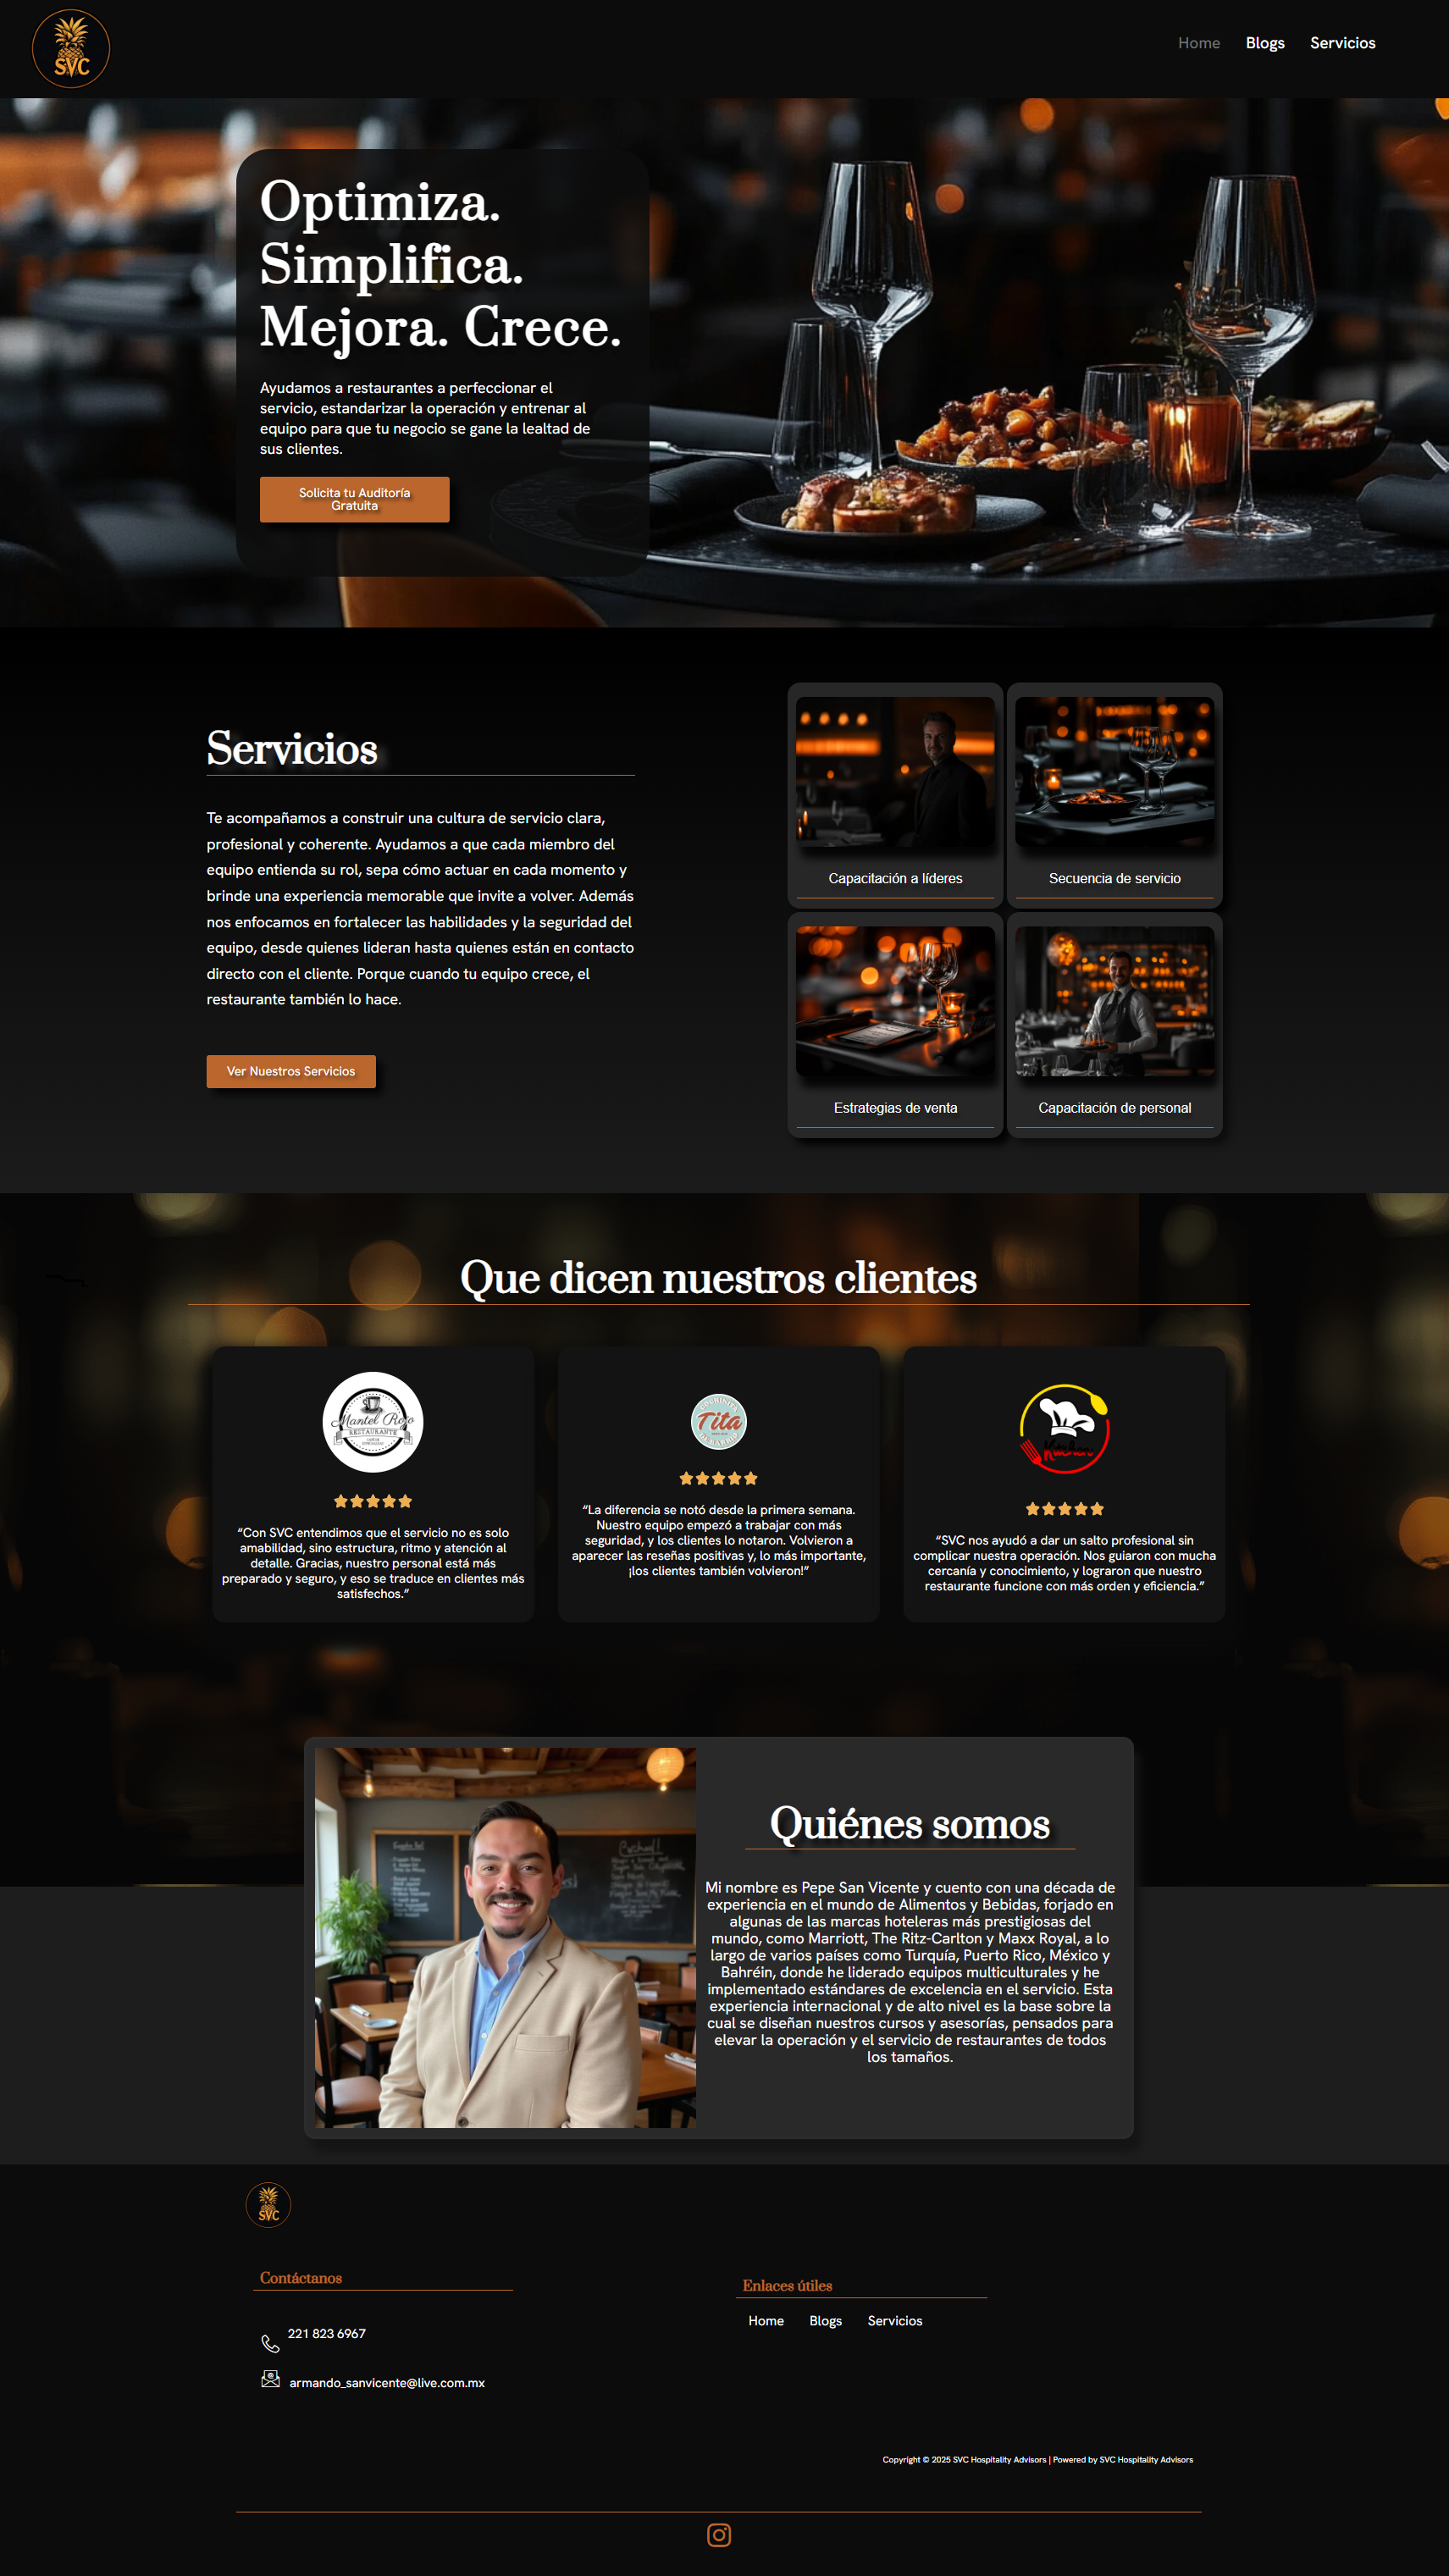 SVC
Home
Blogs
Servicios
Optimiza.
Simplifica.
Mejora. Crece.
Ayudamos a restaurantes a perfeccionar el
servicio, estandarizar la operación y entrenar al
equipo para que tu negocio se gane la lealtad de
sus clientes.
Solicita tu Auditoría
Gratuita
Servicios
Te acompañamos a construir una cultura de servicio clara,
profesional y coherente. Ayudamos a que cada miembro del
equipo entienda su rol, sepa cómo actuar en cada momento y
brinde una experiencia memorable que invite a volver. Además
nos enfocamos en fortalecer las habilidades y la seguridad del
equipo, desde quienes lideran hasta quienes están en contacto
directo con el cliente. Porque cuando tu equipo crece, el
restaurante también lo hace.
Ver Nuestros Servicios
Capacitación a líderes
Secuencia de servicio
Estrategias de venta
Capacitación de personal
Que dicen nuestros clientes
Mantel Rojo
RESTAURANTE
“Con SVC entendimos que el servicio no es solo
amabilidad, sino estructura, ritmo y atención al
detalle. Gracias, nuestro personal está más
preparado y seguro, y eso se traduce en clientes más
satisfechos.”
COCHINITA
Tita
“La diferencia se notó desde la primera semana.
Nuestro equipo empezó a trabajar con más
seguridad, y los clientes lo notaron. Volvieron a
aparecer las reseñas positivas y, lo más importante,
¡los clientes también volvieron!”
Kuchen
“SVC nos ayudó a dar un salto profesional sin
complicar nuestra operación. Nos guiaron con mucha
cercanía y conocimiento, y lograron que nuestro
restaurante funcione con más orden y eficiencia.”
Quiénes somos
Mi nombre es Pepe San Vicente y cuento con una década de
experiencia en el mundo de Alimentos y Bebidas, forjado en
algunas de las marcas hoteleras más prestigiosas del
mundo, como Marriott, The Ritz-Carlton y Maxx Royal, a lo
largo de varios países como Turquía, Puerto Rico, México y
Bahréin, donde he liderado equipos multiculturales y he
implementado estándares de excelencia en el servicio. Esta
experiencia internacional y de alto nivel es la base sobre la
cual se diseñan nuestros cursos y asesorías, pensados para
elevar la operación y el servicio de restaurantes de todos
los tamaños.
SVC
Contáctanos
221 823 6967
armando_sanvicente@live.com.mx
Enlaces útiles
Home
Blogs
Servicios
Copyright © 2025 SVC Hospitality Advisors | Powered by SVC Hospitality Advisors